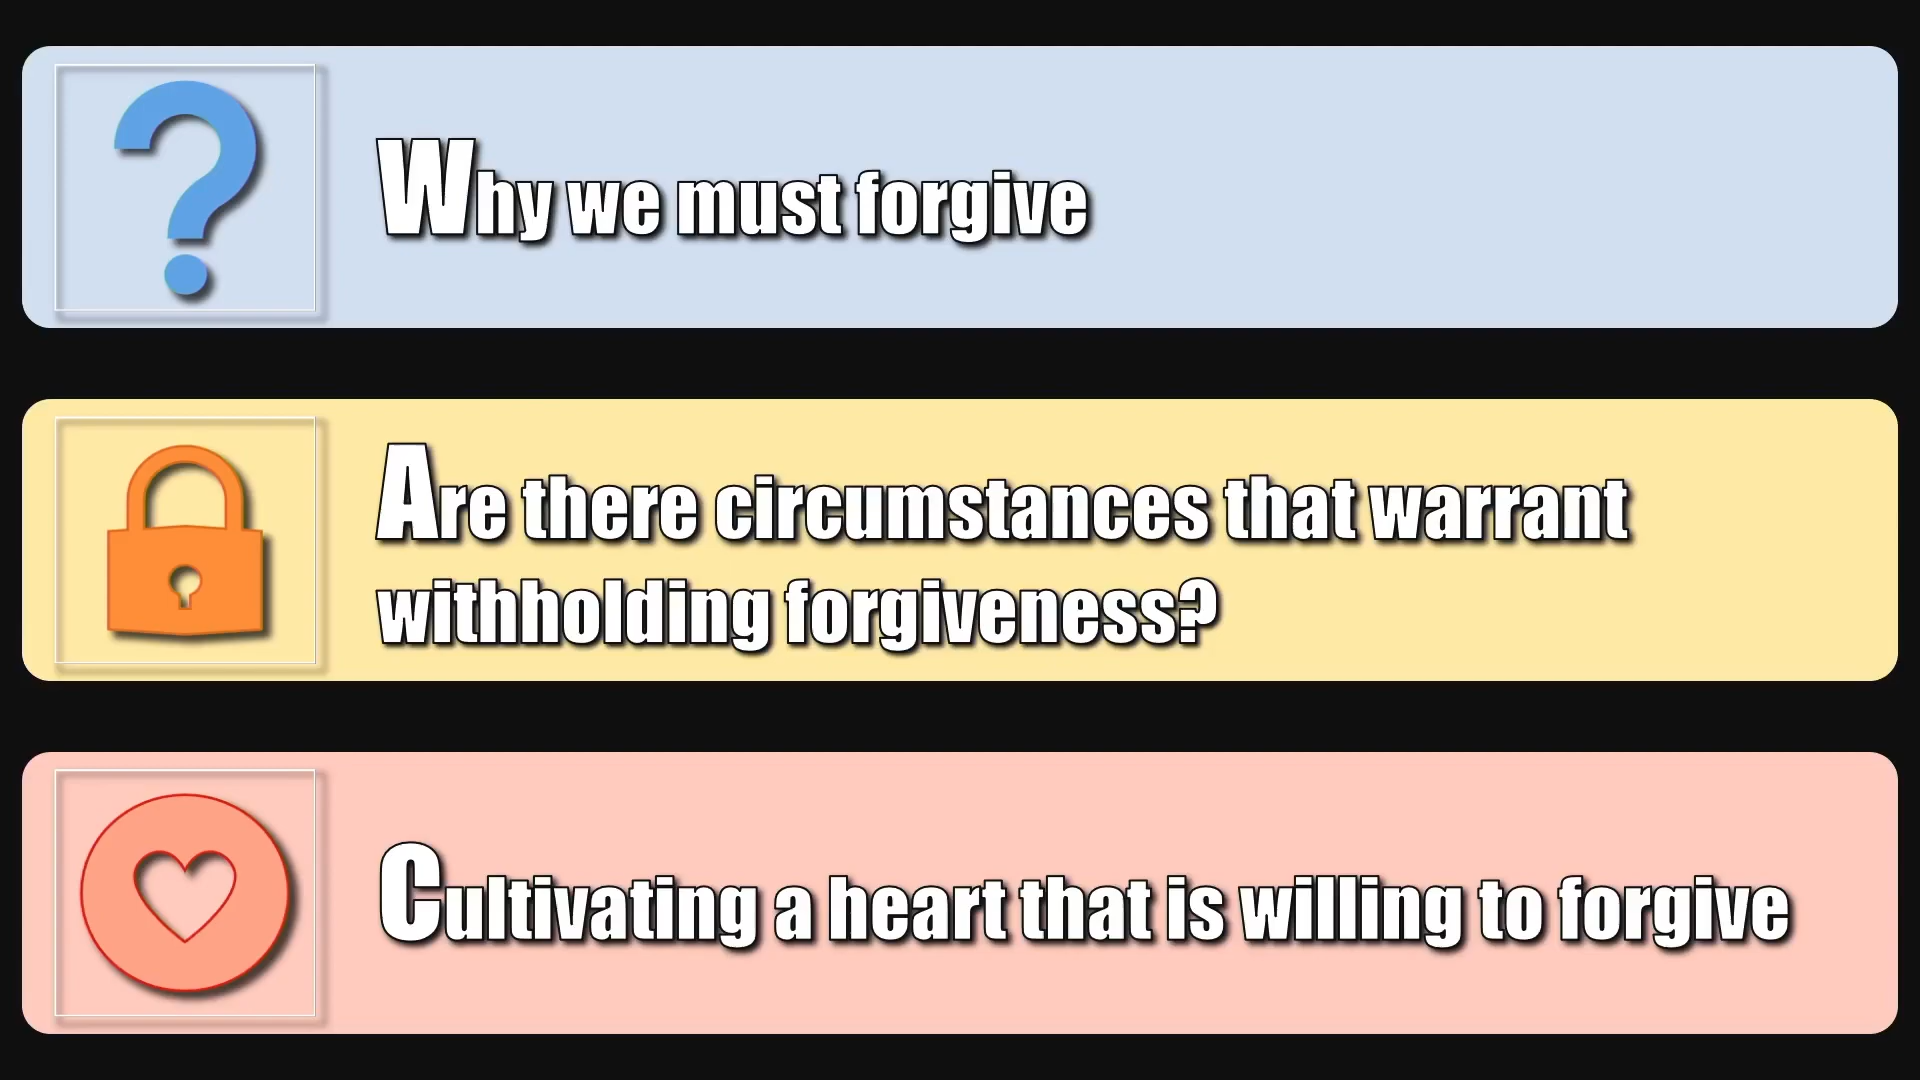 Why we must forgive
Are there circumstances that warrant
withholding forgiveness?
Cultivating a heart that is willing to forgive